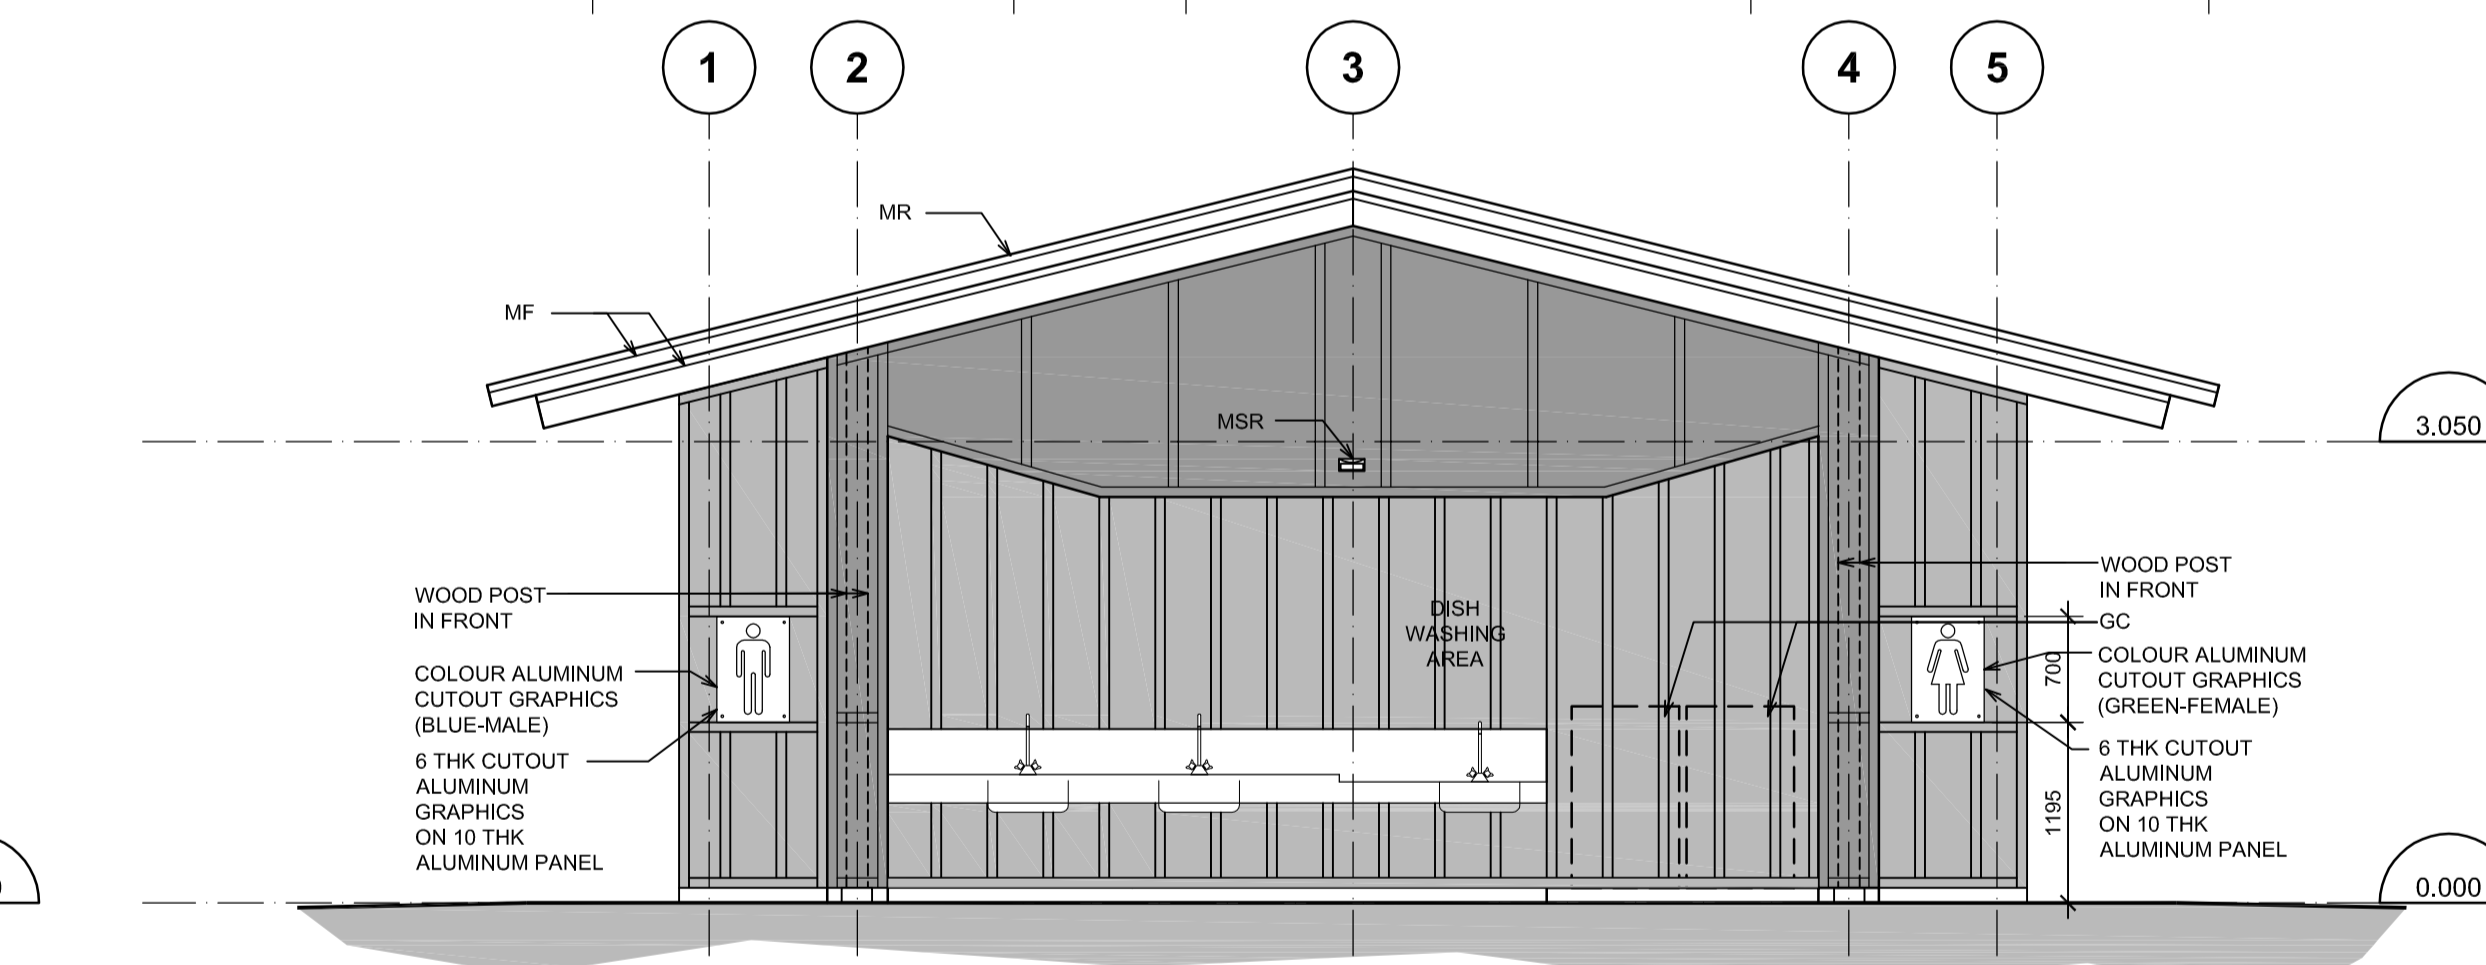 1
2
3
4
5
MR
MF
MSR
3.050
WOOD POST
IN FRONT
COLOUR ALUMINUM
CUTOUT GRAPHICS
(BLUE-MALE)
6 THK CUTOUT
ALUMINUM
GRAPHICS
ON 10 THK
ALUMINUM PANEL
DISH
WASHING
AREA
WOOD POST
IN FRONT
GC
COLOUR ALUMINUM
CUTOUT GRAPHICS
(GREEN-FEMALE)
6 THK CUTOUT
ALUMINUM
GRAPHICS
ON 10 THK
ALUMINUM PANEL
700
1195
0.000